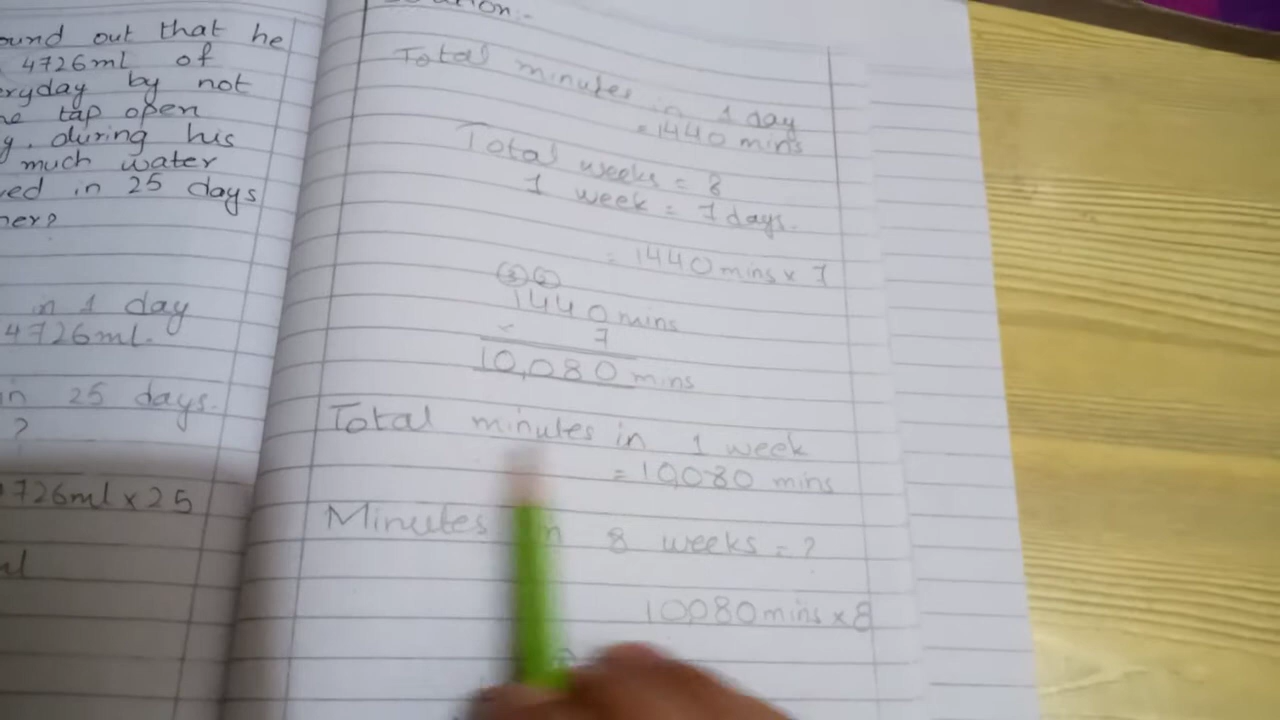 ound out that he
4726ml of
eryday by not
he tap open
g. during his
much water
ved in 25 days
her?
n 1 day
4726ml.
in 25 days.
?
726ml x 25
ml
Total minutes in 1 day
= 1440 mins
Total weeks = 8
1 week = 7 days.
= 1440 mins x 7
1440 mins
x 7
10,080 mins
Total minutes in 1 week
= 10,080 mins
Minutes in 8 weeks = ?
10080 mins x 8